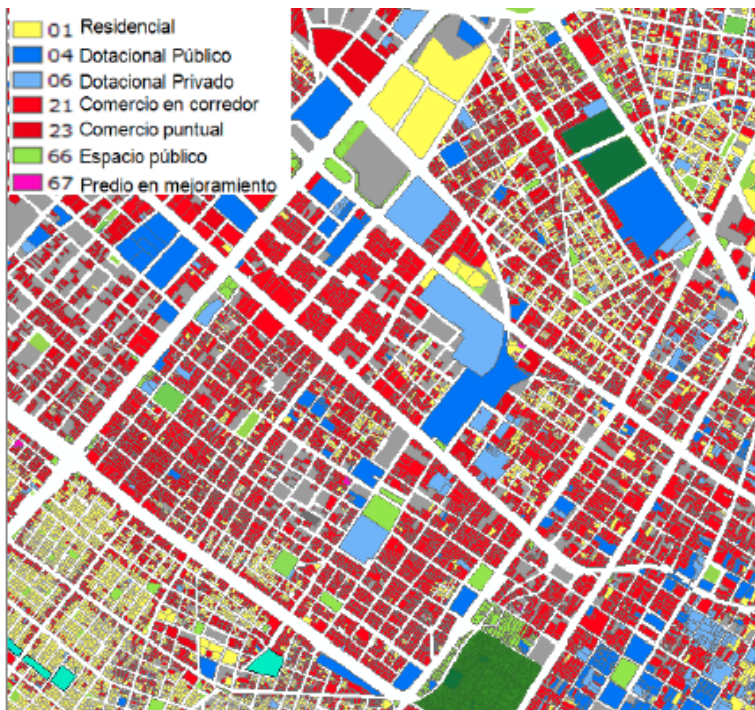 01 Residencial
04 Dotacional Público
06 Dotacional Privado
21 Comercio en corredor
23 Comercio puntual
66 Espacio público
67 Predio en mejoramiento